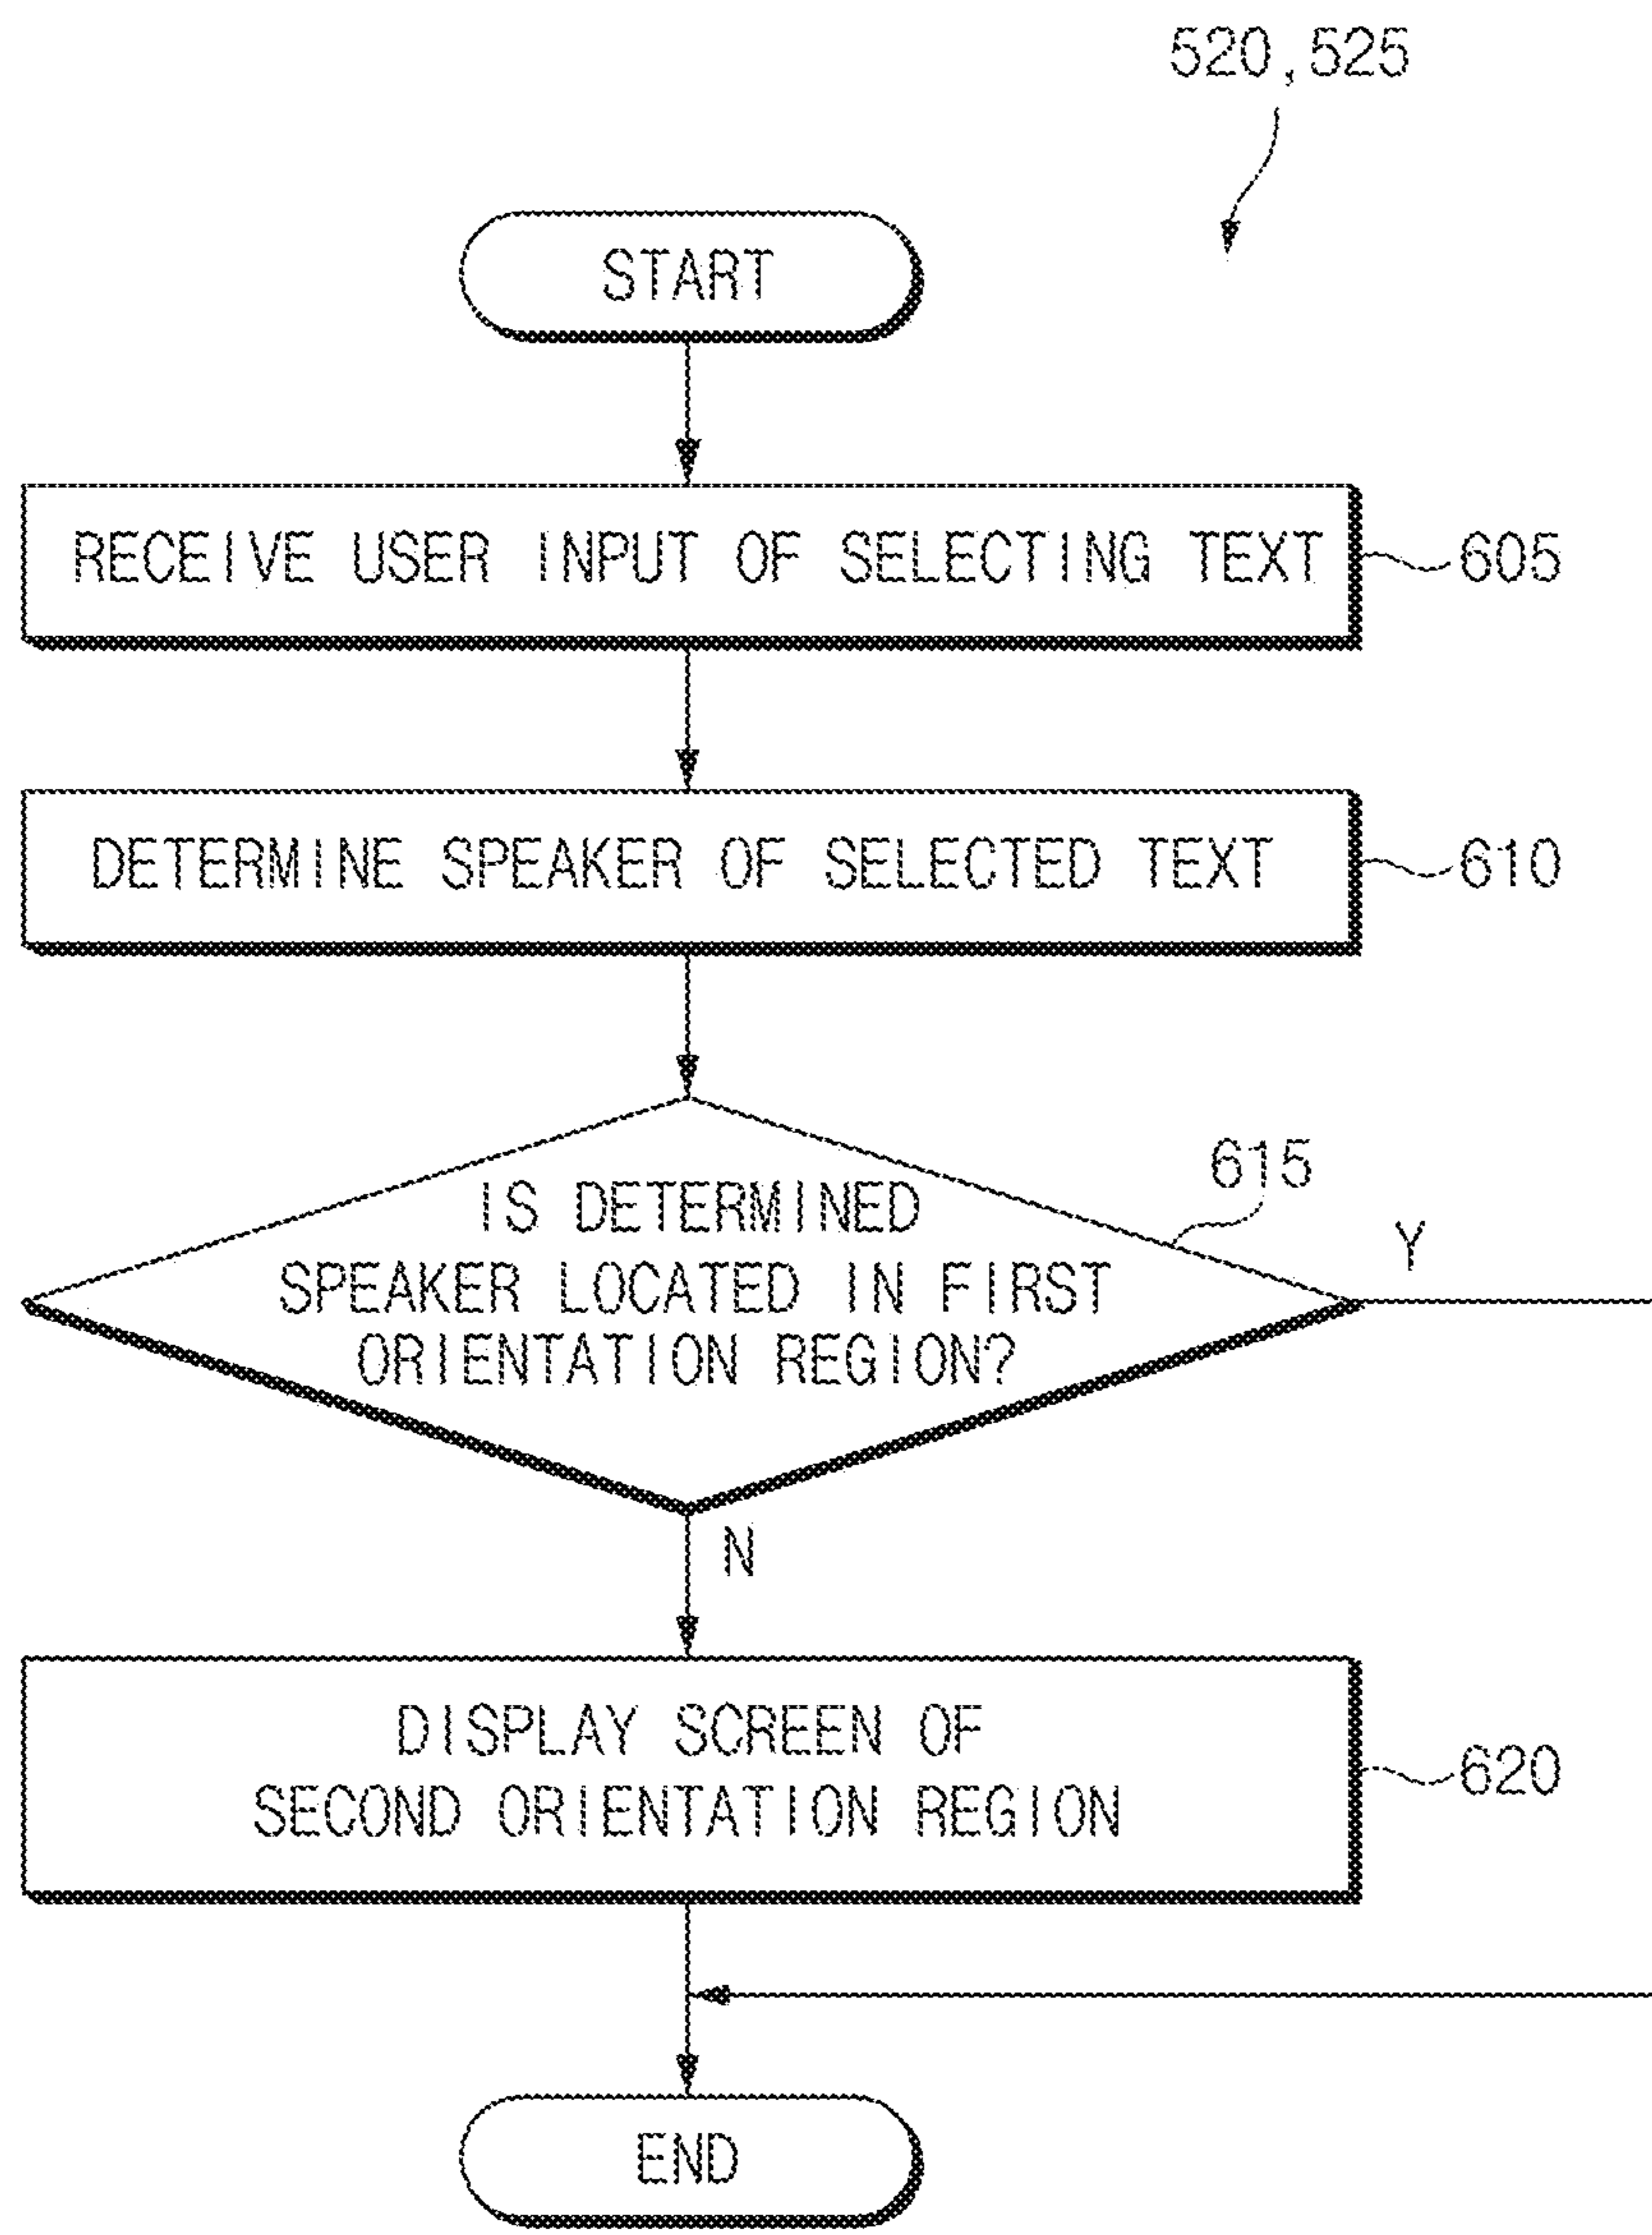 520,525
START
RECEIVE USER INPUT OF SELECTING TEXT
605
DETERMINE SPEAKER OF SELECTED TEXT
610
615
IS DETERMINED
SPEAKER LOCATED IN FIRST
ORIENTATION REGION?
Y
N
DISPLAY SCREEN OF
SECOND ORIENTATION REGION
620
END